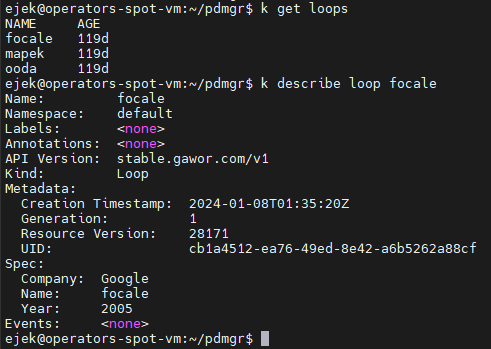 ejek@operators-spot-vm:~/pdmgr$ k get loops
NAME     AGE
focale   119d
mapek    119d
ooda     119d
ejek@operators-spot-vm:~/pdmgr$ k describe loop focale
Name:         focale
Namespace:    default
Labels:       <none>
Annotations:  <none>
API Version:  stable.gawor.com/v1
Kind:         Loop
Metadata:
  Creation Timestamp:  2024-01-08T01:35:20Z
  Generation:          1
  Resource Version:    28171
  UID:                 cb1a4512-ea76-49ed-8e42-a6b5262a88cf
Spec:
  Company:  Google
  Name:     focale
  Year:     2005
Events:     <none>
ejek@operators-spot-vm:~/pdmgr$